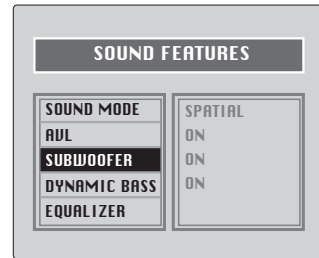 SOUND FEATURES
SOUND MODE SPATIAL
AVL ON
SUBWOOFER ON
DYNAMIC BASS ON
EQUALIZER